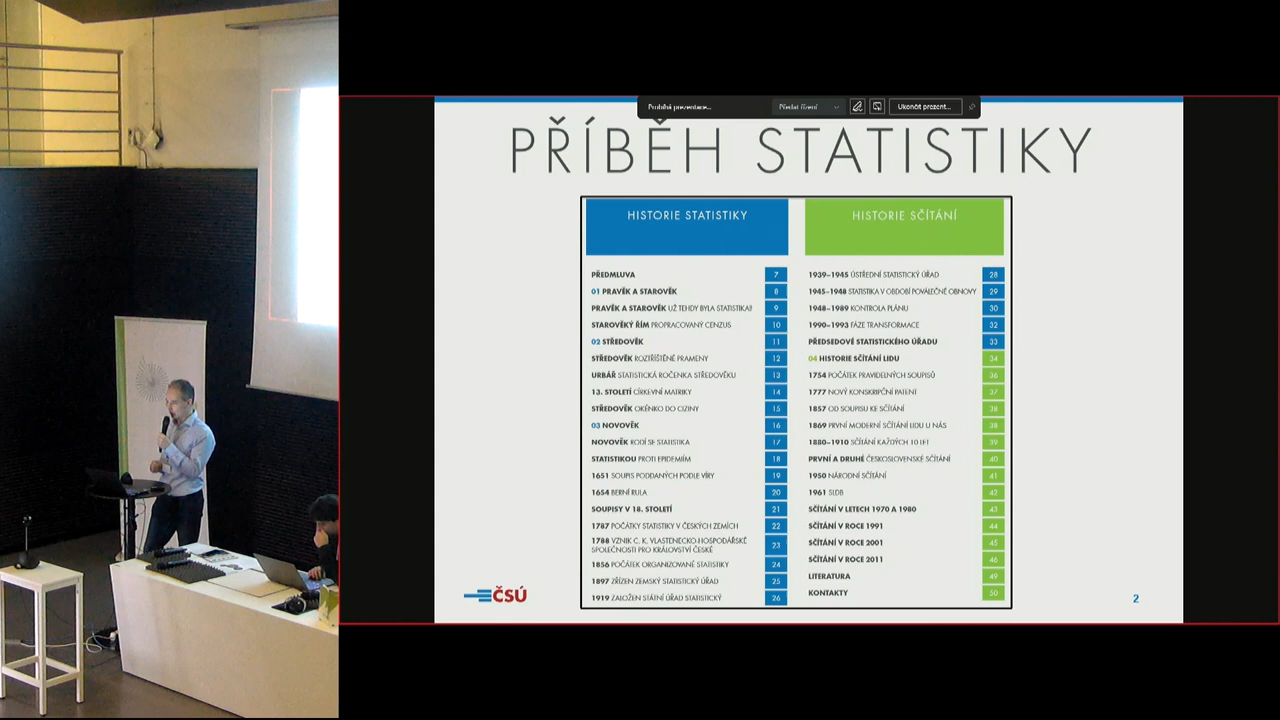 Probíhá prezentace...
Předat řízení
Ukončit prezent...
PŘÍBĚH STATISTIKY
HISTORIE STATISTIKY
PŘEDMLUVA 7
01 PRAVĚK A STAROVĚK 8
PRAVĚK A STAROVĚK UŽ TEHDY BYLA STATISTIKA! 9
STAROVĚKÝ ŘÍM PROPRACOVANÝ CENZUS 10
02 STŘEDOVĚK 11
STŘEDOVĚK ROZTŘÍŠTĚNÉ PRAMENY 12
URBÁŘ STATISTICKÁ ROČENKA STŘEDOVĚKU 13
13. STOLETÍ CÍRKEVNÍ MATRIKY 14
STŘEDOVĚK OKÉNKO DO CIZINY 15
03 NOVOVĚK 16
NOVOVĚK RODÍ SE STATISTIKA 17
STATISTIKOU PROTI EPIDEMIÍM 18
1651 SOUPIS PODDANÝCH PODLE VÍRY 19
1654 BERNÍ RULA 20
SOUPISY V 18. STOLETÍ 21
1787 POČÁTKY STATISTIKY V ČESKÝCH ZEMÍCH 22
1788 VZNIK C. K. VLASTENECKO-HOSPODÁŘSKÉ
SPOLEČNOSTI PRO KRÁLOVSTVÍ ČESKÉ 23
1856 POČÁTEK ORGANIZOVANÉ STATISTIKY 24
1897 ZŘÍZEN ZEMSKÝ STATISTICKÝ ÚŘAD 25
1919 ZALOŽEN STÁTNÍ ÚŘAD STATISTICKÝ 26
HISTORIE SČÍTÁNÍ
1939–1945 ÚSTŘEDNÍ STATISTICKÝ ÚŘAD 28
1945–1948 STATISTIKA V OBDOBÍ POVÁLEČNÉ OBNOVY 29
1948–1989 KONTROLA PLÁNU 30
1990–1993 FÁZE TRANSFORMACE 32
PŘEDSEDOVÉ STATISTICKÉHO ÚŘADU 33
04 HISTORIE SČÍTÁNÍ LIDU 34
1754 POČÁTEK PRAVIDELNÝCH SOUPISŮ 36
1777 NOVÝ KONSKRIPČNÍ PATENT 37
1857 OD SOUPISU KE SČÍTÁNÍ 38
1869 PRVNÍ MODERNÍ SČÍTÁNÍ LIDU U NÁS 38
1880–1910 SČÍTÁNÍ KAŽDÝCH 10 LET 39
PRVNÍ A DRUHÉ ČESKOSLOVENSKÉ SČÍTÁNÍ 40
1950 NÁRODNÍ SČÍTÁNÍ 41
1961 SLDB 42
SČÍTÁNÍ V LETECH 1970 A 1980 43
SČÍTÁNÍ V ROCE 1991 44
SČÍTÁNÍ V ROCE 2001 45
SČÍTÁNÍ V ROCE 2011 46
LITERATURA 49
KONTAKTY 50
ČSÚ
2